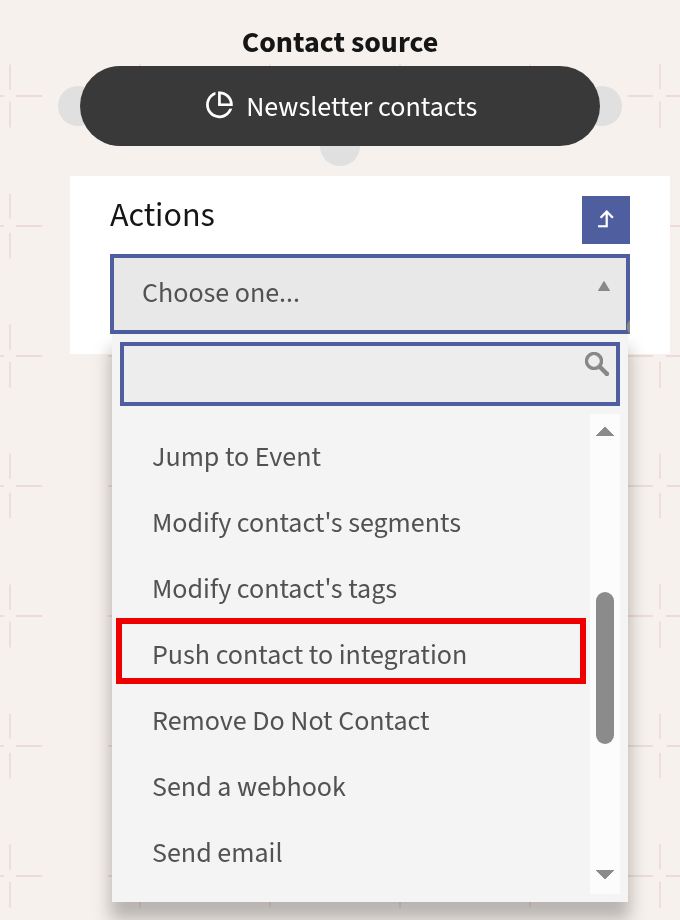 Contact source
Newsletter contacts
Actions
Choose one...
Jump to Event
Modify contact's segments
Modify contact's tags
Push contact to integration
Remove Do Not Contact
Send a webhook
Send email